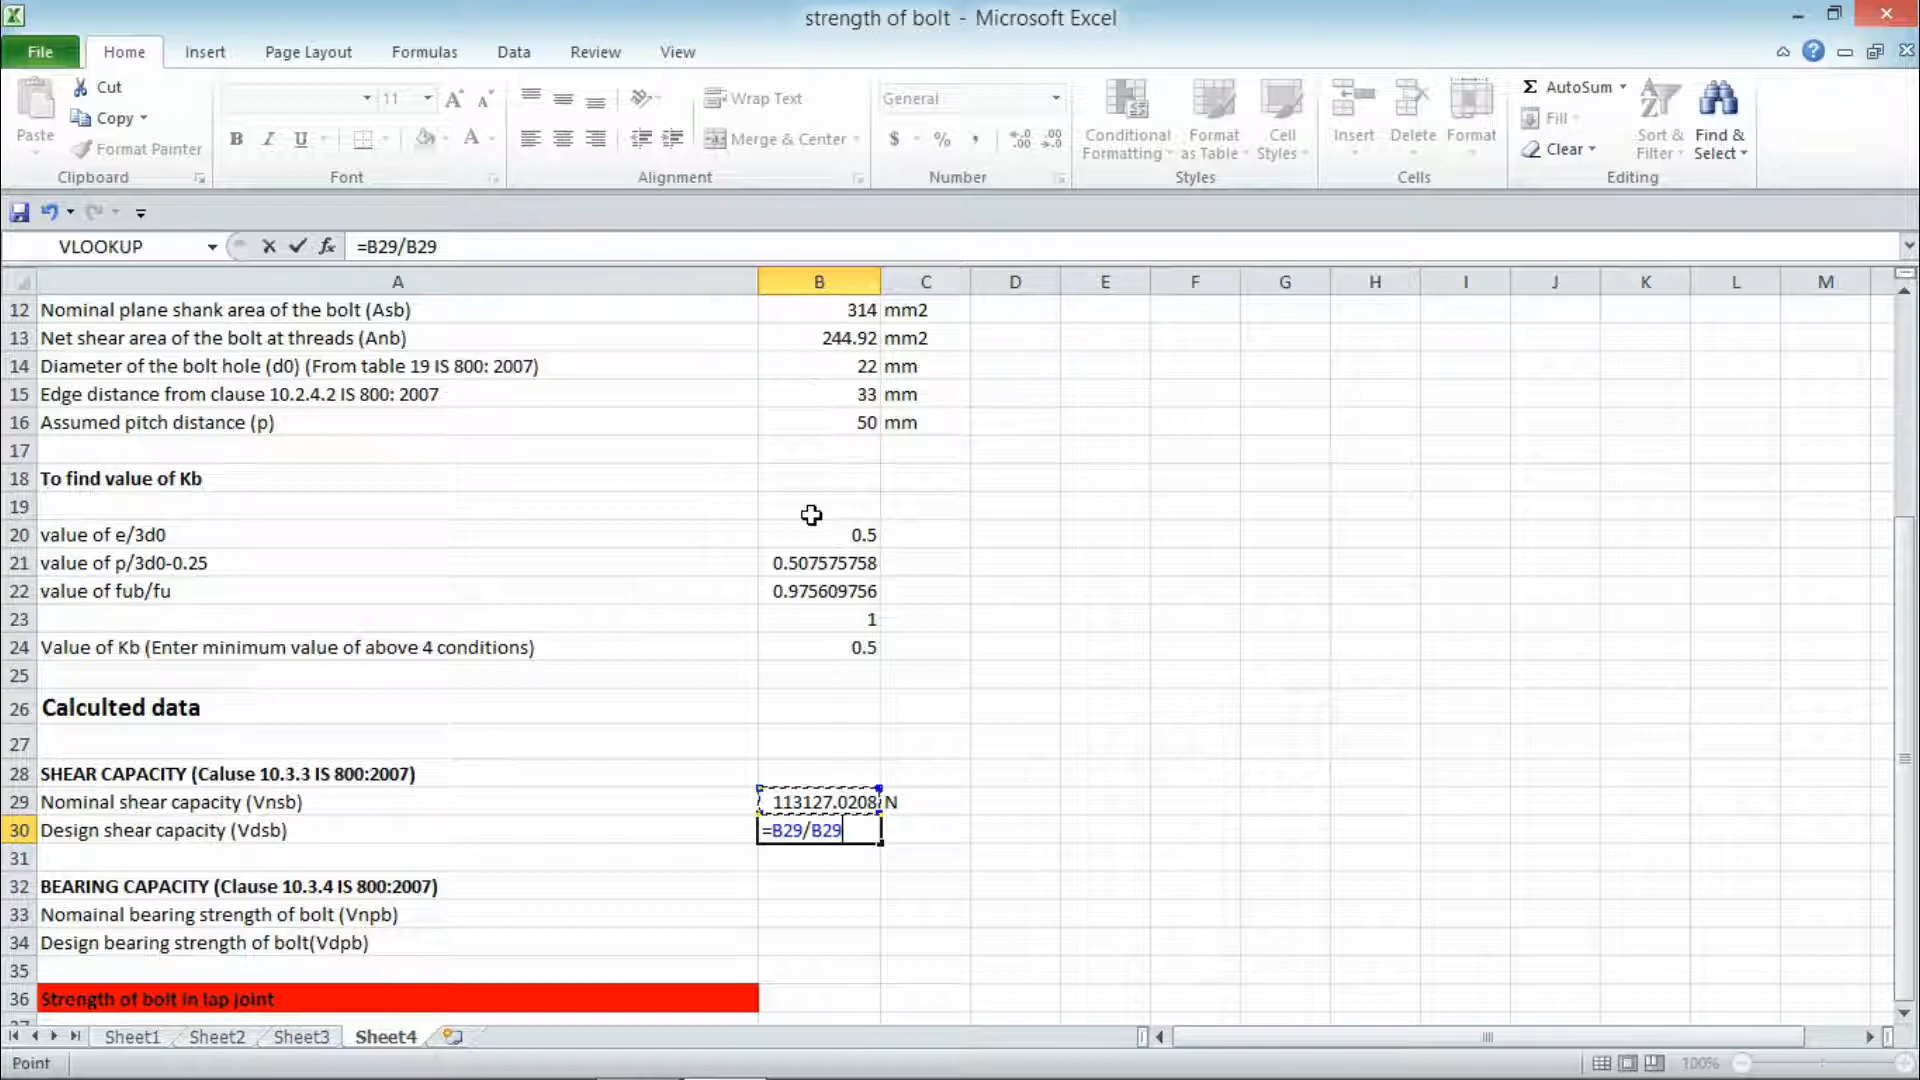 strength of bolt - Microsoft Excel
File Home Insert Page Layout Formulas Data Review View
Paste Cut Copy Format Painter Clipboard
11 B I U A Font
Wrap Text Merge & Center Alignment
General $ % , Number
Conditional Formatting Format as Table Cell Styles Styles
Insert Delete Format Cells
Σ AutoSum Fill Clear Sort & Filter Find & Select Editing
VLOOKUP fx =B29/B29
A B C D E F G H I J K L M
12 Nominal plane shank area of the bolt (Asb) 314 mm2
13 Net shear area of the bolt at threads (Anb) 244.92 mm2
14 Diameter of the bolt hole (d0) (From table 19 IS 800: 2007) 22 mm
15 Edge distance from clause 10.2.4.2 IS 800: 2007 33 mm
16 Assumed pitch distance (p) 50 mm
17
18 To find value of Kb
19
20 value of e/3d0 0.5
21 value of p/3d0-0.25 0.507575758
22 value of fub/fu 0.975609756
23 1
24 Value of Kb (Enter minimum value of above 4 conditions) 0.5
25
26 Calculted data
27
28 SHEAR CAPACITY (Caluse 10.3.3 IS 800:2007)
29 Nominal shear capacity (Vnsb) 113127.0208 N
30 Design shear capacity (Vdsb) =B29/B29
31
32 BEARING CAPACITY (Clause 10.3.4 IS 800:2007)
33 Nomainal bearing strength of bolt (Vnpb)
34 Design bearing strength of bolt(Vdpb)
35
36 Strength of bolt in lap joint
Sheet1 Sheet2 Sheet3 Sheet4
Point 100%